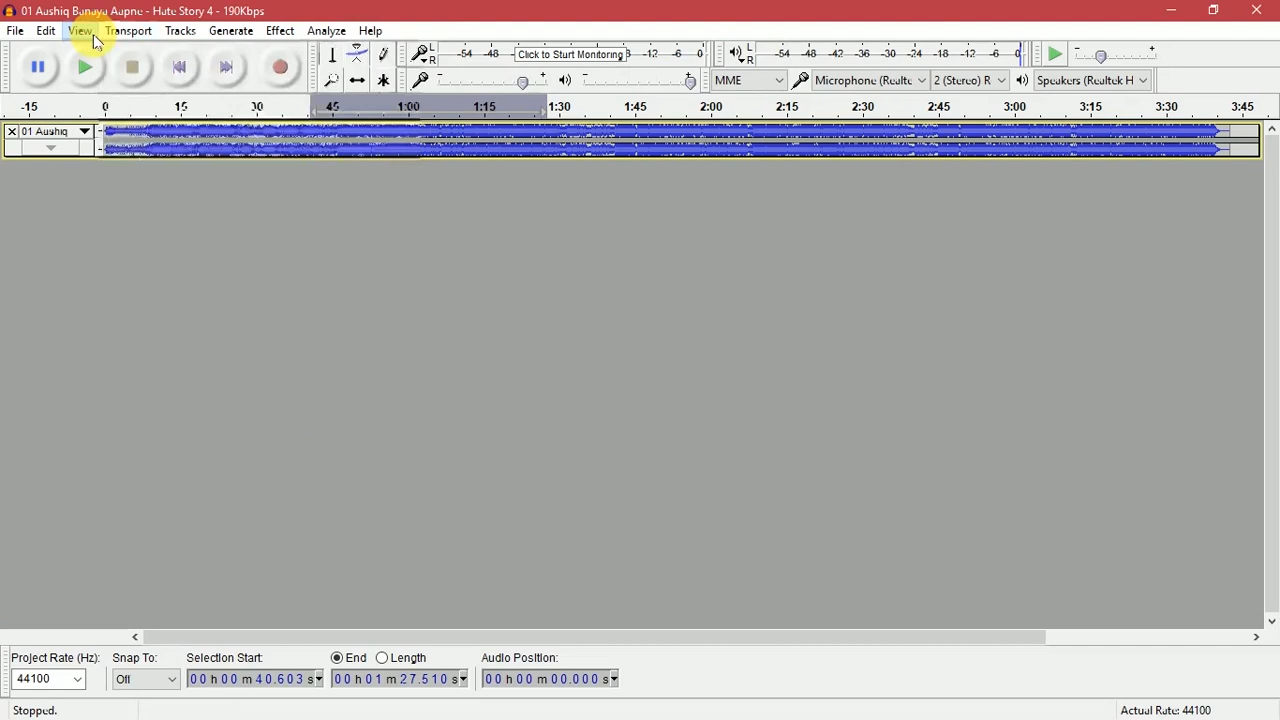 01 Aashiq Banaya Aapne - Hate Story 4 - 190Kbps
File Edit View Transport Tracks Generate Effect Analyze Help
L R -54 -48 Click to Start Monitoring -12 -6 0 L R -54 -48 -42 -36 -30 -24 -18 -12 -6 0 - +
- + - + MME Microphone (Realte 2 (Stereo) R Speakers (Realtek H
-15 0 15 30 45 1:00 1:15 1:30 1:45 2:00 2:15 2:30 2:45 3:00 3:15 3:30 3:45
01 Aashiq
Project Rate (Hz): Snap To: Selection Start: End Length Audio Position:
44100 Off 00 h 00 m 40.603 s 00 h 01 m 27.510 s 00 h 00 m 00.000 s
Stopped. Actual Rate: 44100